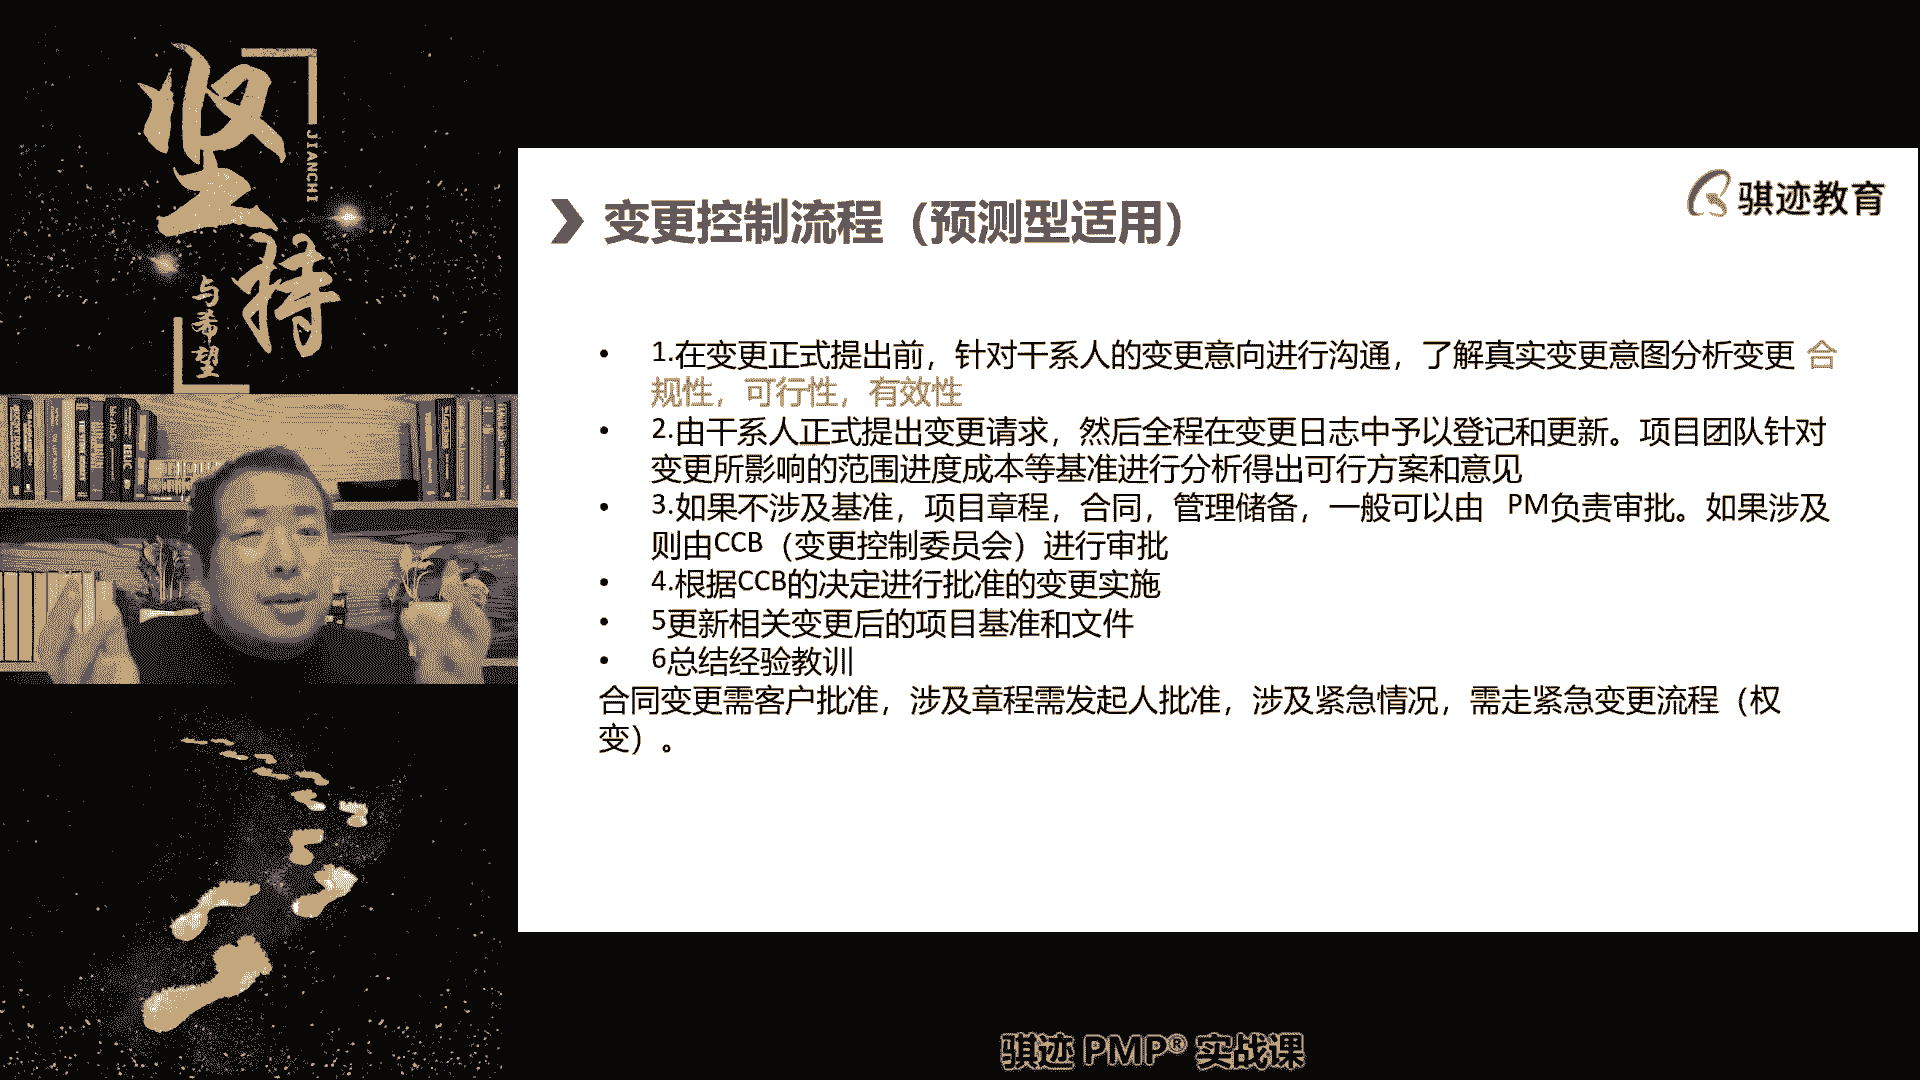 坚持
JIANCHI
与希望
骐迹教育
变更控制流程（预测型适用）
• 1.在变更正式提出前，针对干系人的变更意向进行沟通，了解真实变更意图分析变更 合
规性，可行性，有效性
• 2.由干系人正式提出变更请求，然后全程在变更日志中予以登记和更新。项目团队针对
变更所影响的范围进度成本等基准进行分析得出可行方案和意见
• 3.如果不涉及基准，项目章程，合同，管理储备，一般可以由 PM负责审批。如果涉及
则由CCB（变更控制委员会）进行审批
• 4.根据CCB的决定进行批准的变更实施
• 5更新相关变更后的项目基准和文件
• 6总结经验教训
合同变更需客户批准，涉及章程需发起人批准，涉及紧急情况，需走紧急变更流程（权
变）。
骐迹 PMP® 实战课